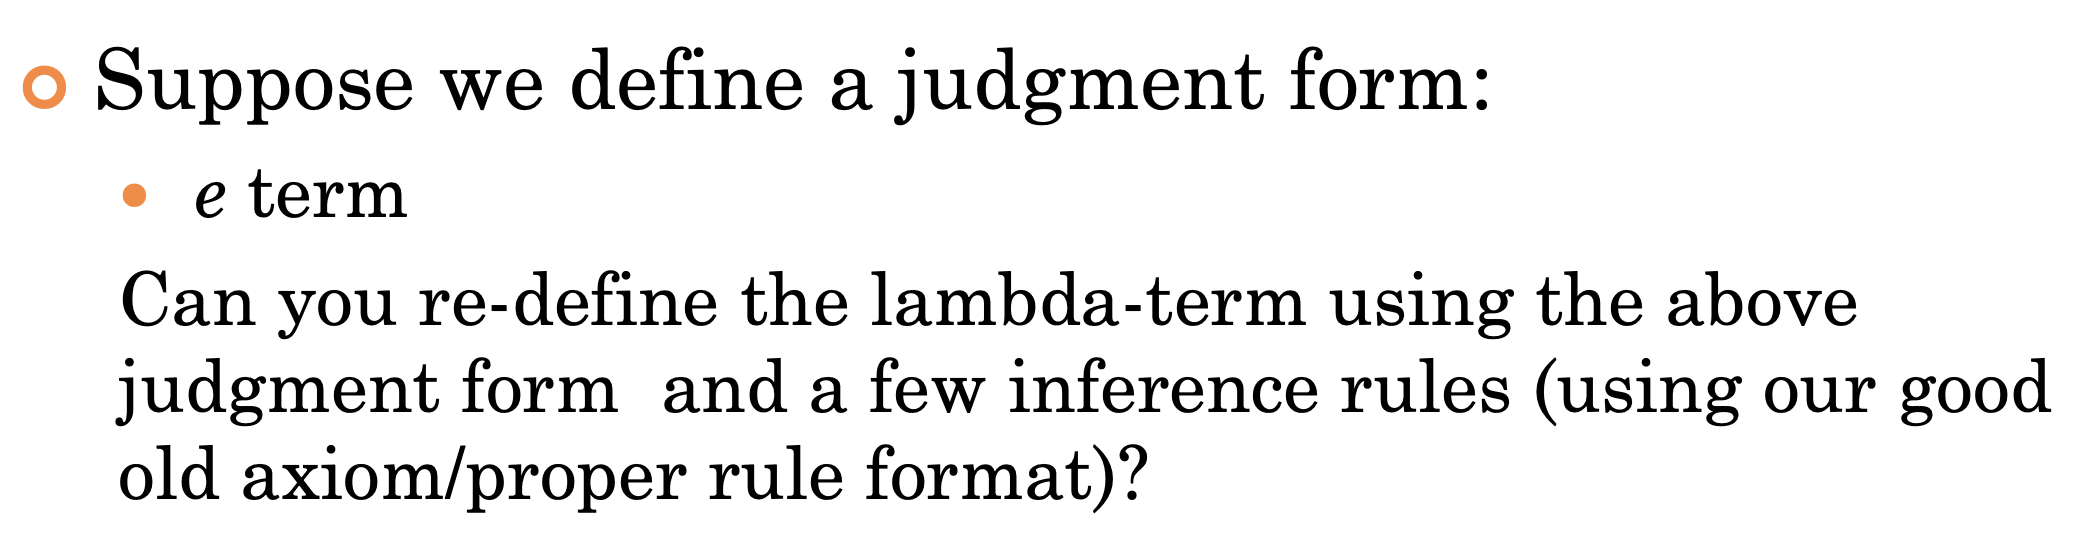 Suppose we define a judgment form:
e term
Can you re-define the lambda-term using the above
judgment form  and a few inference rules (using our good
old axiom/proper rule format)?